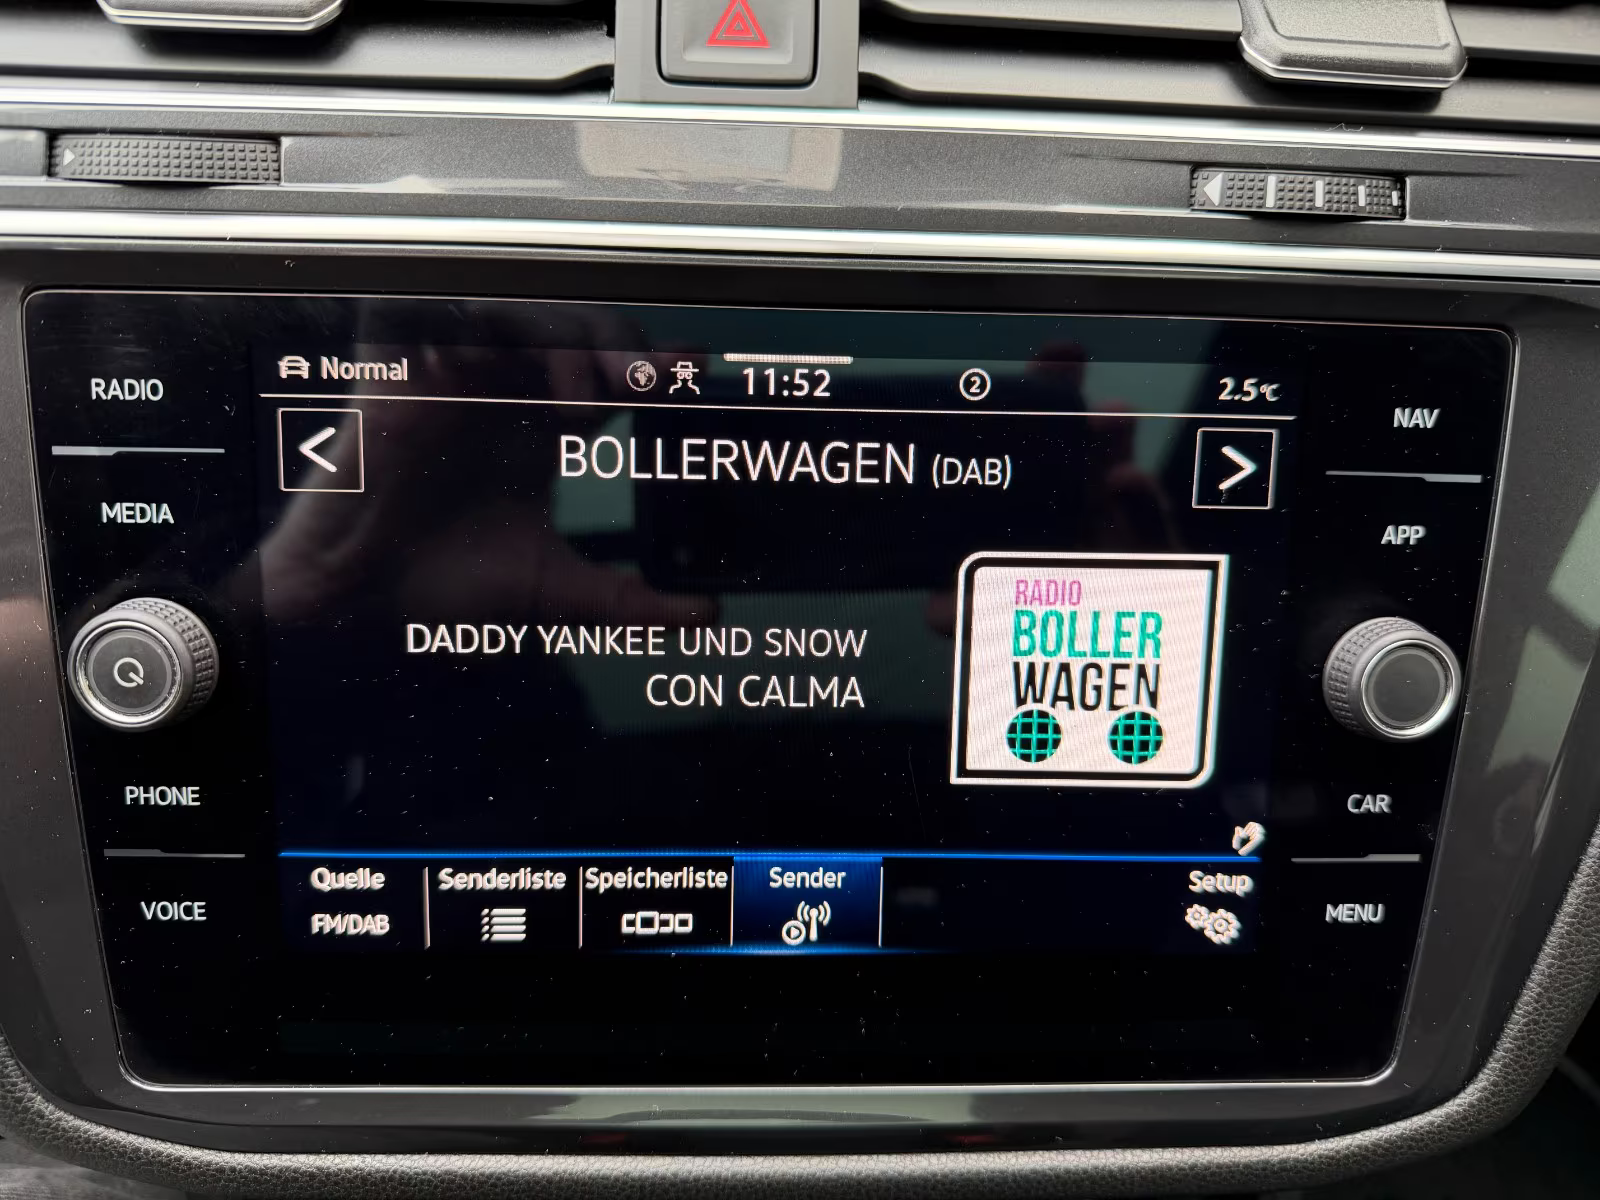 RADIO
MEDIA
PHONE
VOICE
Normal
11:52
2
2.5°C
<
BOLLERWAGEN (DAB)
>
DADDY YANKEE UND SNOW
CON CALMA
RADIO
BOLLER
WAGEN
Quelle
FM/DAB
Senderliste
Speicherliste
Sender
Setup
NAV
APP
CAR
MENU